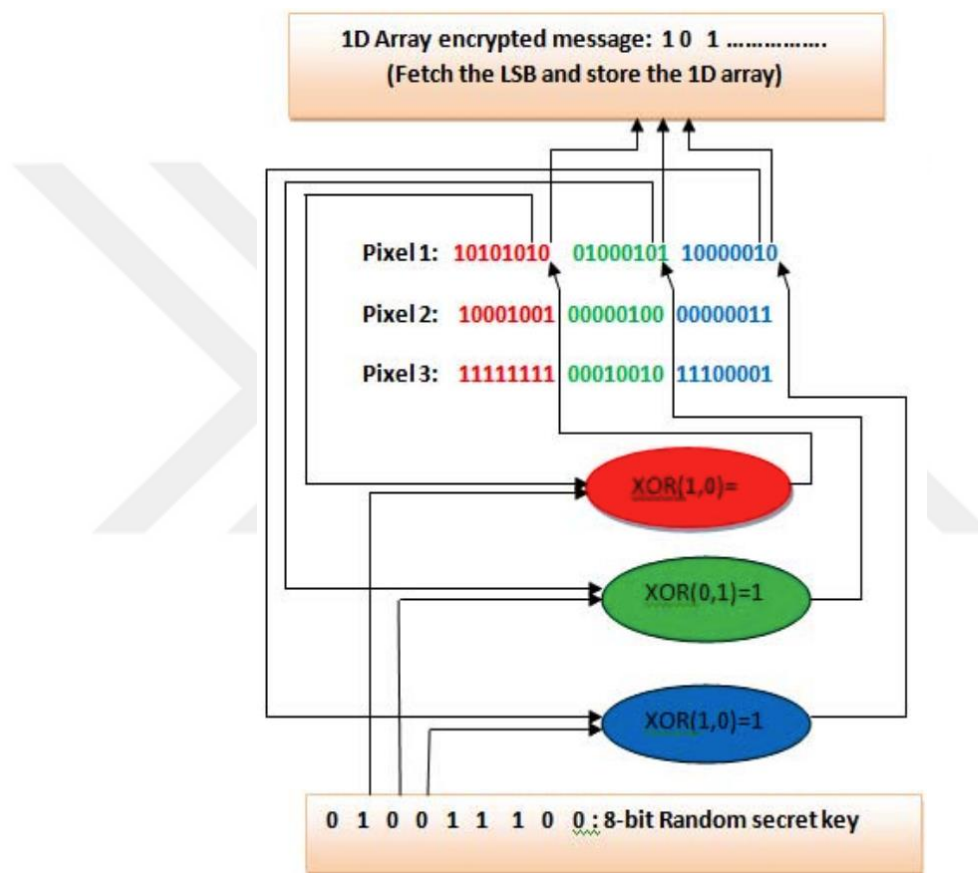 1D Array encrypted message: 1 0 1 ...............
(Fetch the LSB and store the 1D array)
Pixel 1: 10101010 01000101 10000010
Pixel 2: 10001001 00000100 00000011
Pixel 3: 11111111 00010010 11100001
XOR(1,0)=
XOR(0,1)=1
XOR(1,0)=1
0 1 0 0 1 1 1 0 0 : 8-bit Random secret key